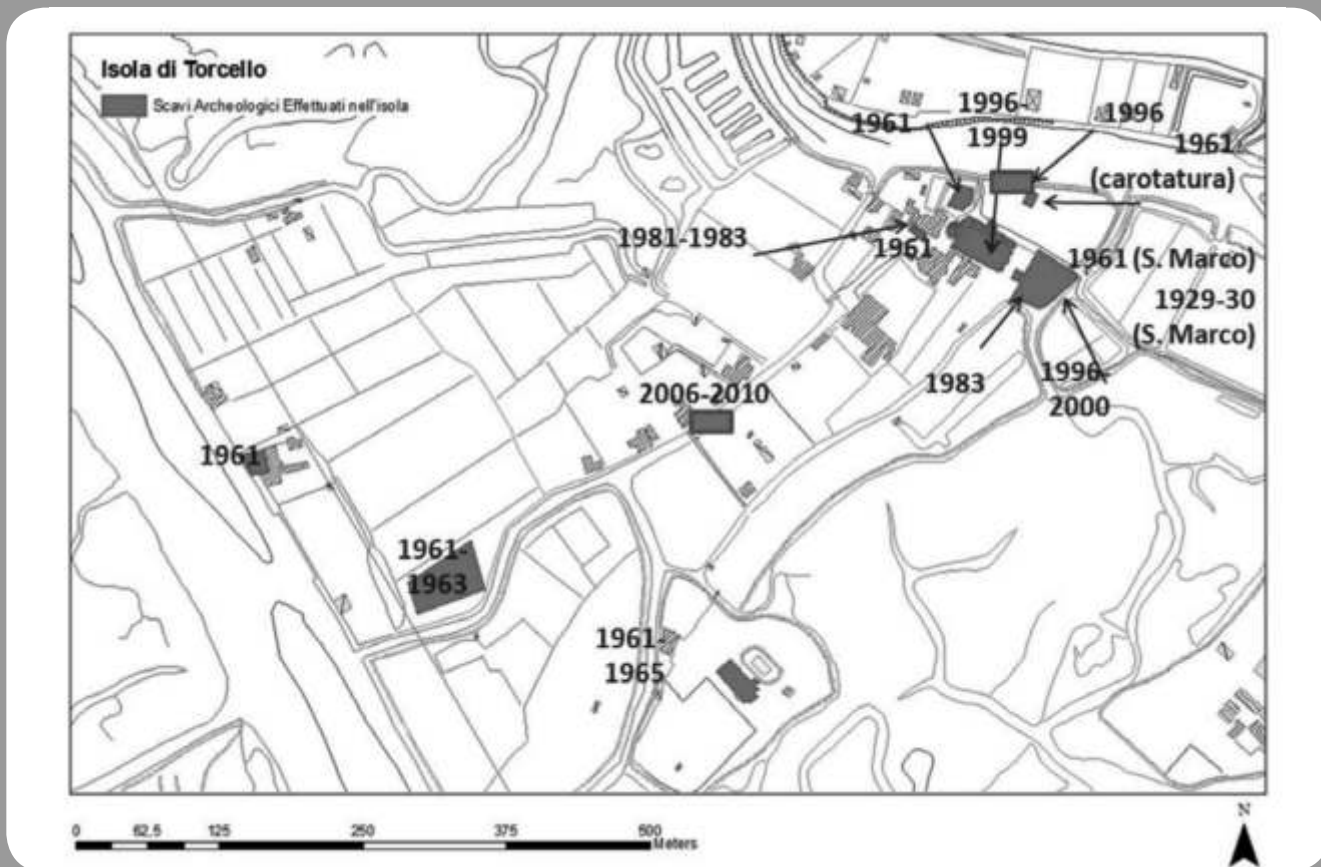 Isola di Torcello
Scavi Archeologici Effettuati nell'isola
1996-
1999
1961
1996
1961
(carotatura)
1981-1983
1961
1961 (S. Marco)
1929-30
(S. Marco)
1983
1996-
2000
2006-2010
1961
1961-
1963
1961-
1965
N
0 62.5 125 250 375 500
Meters